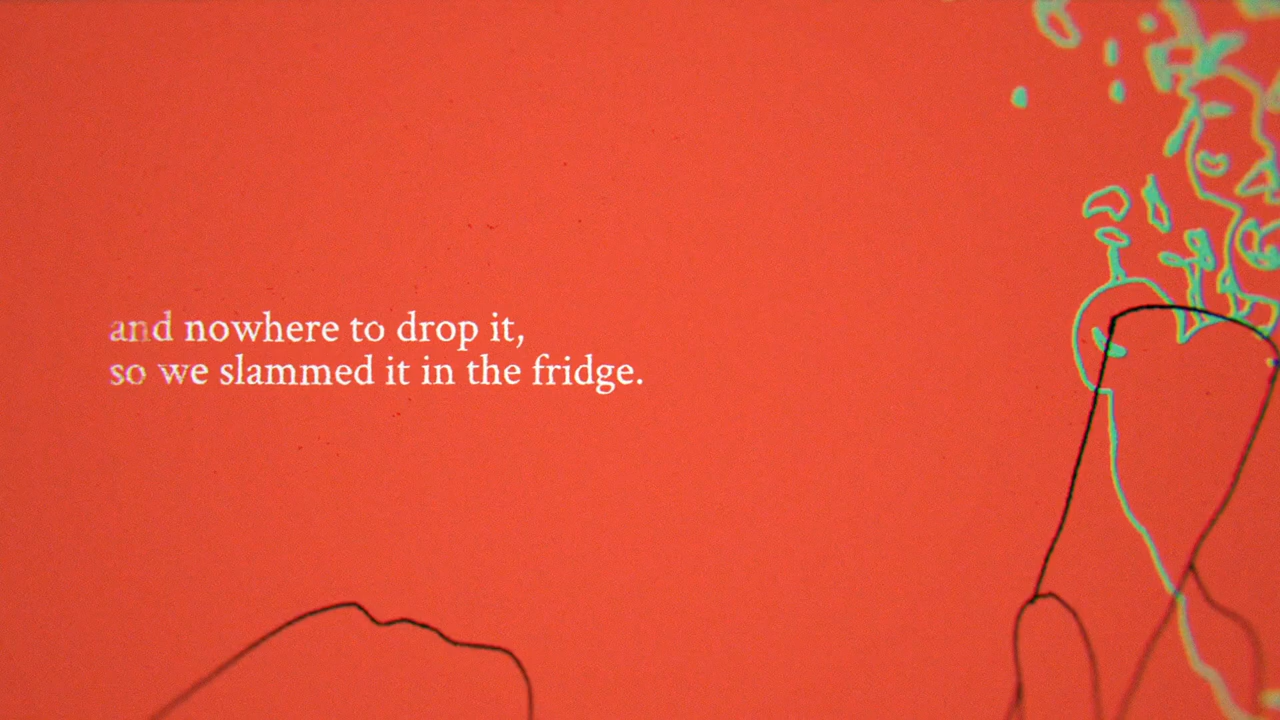 and nowhere to drop it,
so we slammed it in the fridge.